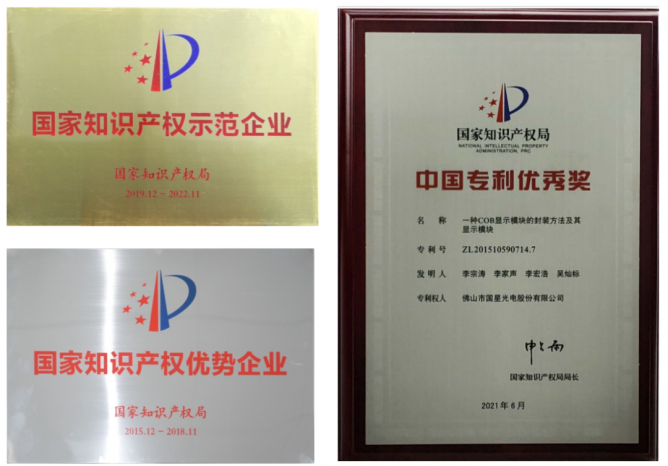 国家知识产权示范企业
国家知识产权局
2019.12－2022.11
国家知识产权优势企业
国家知识产权局
2015.12－2018.11
国家知识产权局
NATIONAL INTELLECTUAL PROPERTY
ADMINISTRATION, PRC
中国专利优秀奖
名 称 一种COB显示模块的封装方法及其
显示模块
专 利 号 ZL201510590714.7
发 明 人 李宗涛 李家声 李宏浩 吴灿标
专利权人 佛山市国星光电股份有限公司
国家知识产权局局长
2021年6月